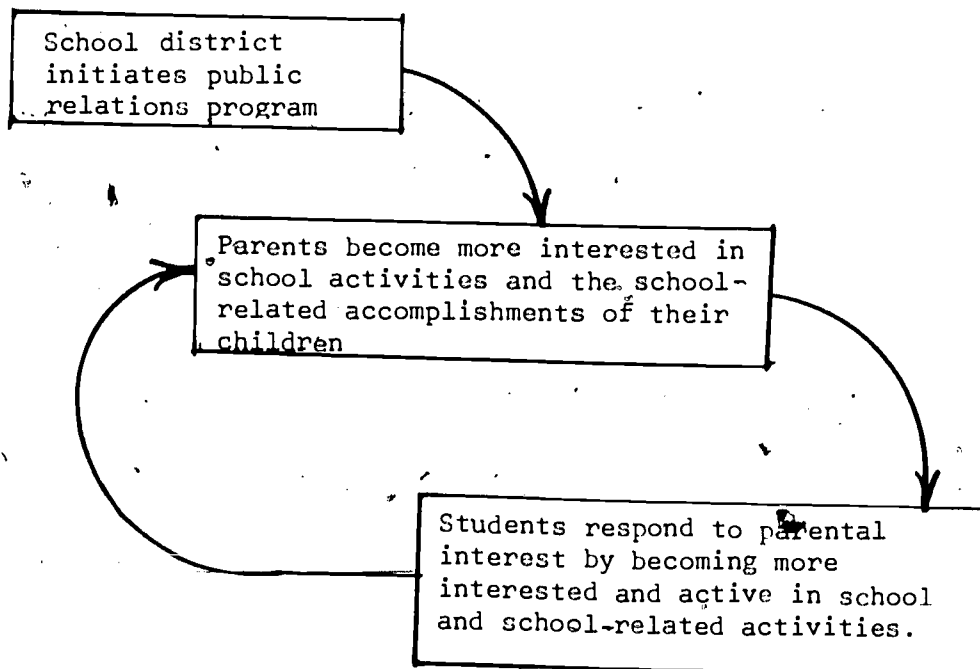 School district
initiates public
relations program
Parents become more interested in
school activities and the school-
related accomplishments of their
children
Students respond to parental
interest by becoming more
interested and active in school
and school-related activities.